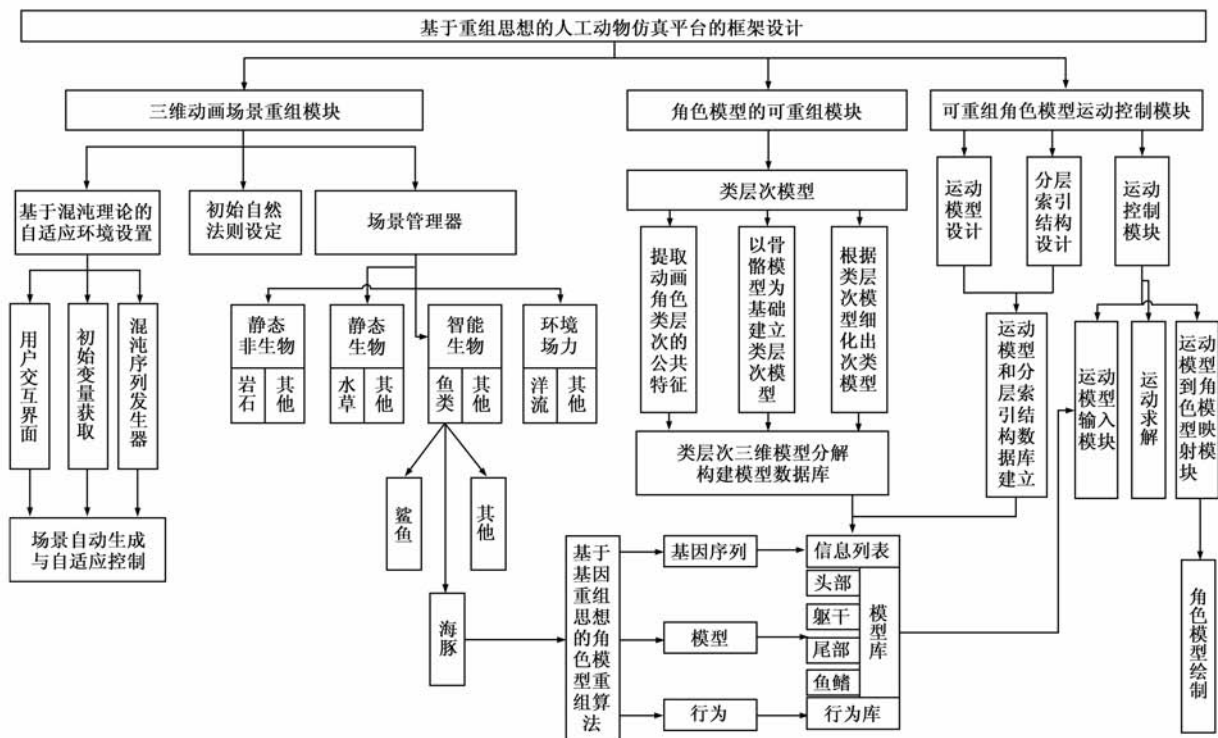 基于重组思想的人工动物仿真平台的框架设计
三维动画场景重组模块
角色模型的可重组模块
可重组角色模型运动控制模块
基于混沌理论的
自适应环境设置
初始自然
法则设定
场景管理器
类层次模型
运动模型设计
分层索引结构设计
运动控制模块
用户交互界面
初始变量获取
混沌序列发生器
静态
非生物
岩石
其他
静态
生物
水草
其他
智能
生物
鱼类
其他
环境
场力
洋流
其他
提取动画角色类层次的公共特征
以骨骼模型为基础建立类层次模型
根据类层次模型细化出次类模型
运动模型和分层索引结构数据库建立
运动模型输入模块
运动求解
运动模型到角色模型映射模块
场景自动生成
与自适应控制
鲨鱼
其他
海豚
类层次三维模型分解
构建模型数据库
基于基因重组思想的角色模型重组算法
基因序列
信息列表
模型
头部
躯干
尾部
鱼鳍
模型库
行为
行为库
角色模型绘制